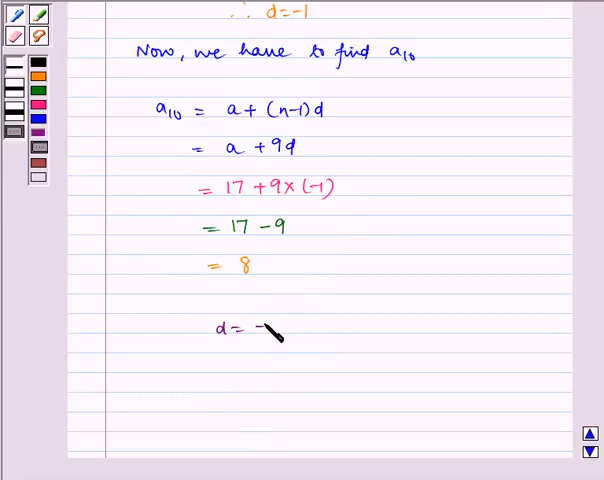 ∴ d=-1
Now, we have to find a₁₀
a₁₀ = a + (n-1)d
= a + 9d
= 17 + 9 × (-1)
= 17 - 9
= 8
d = -